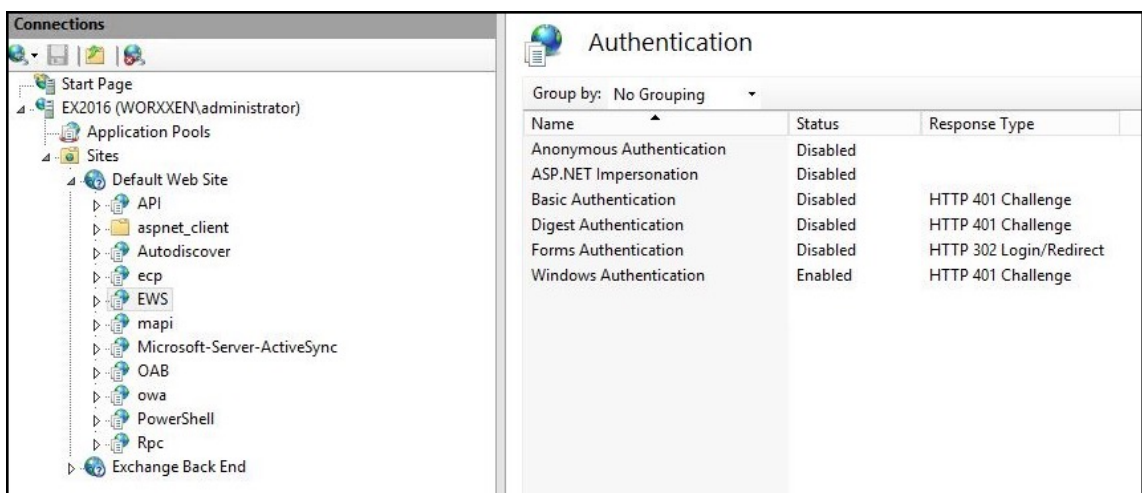 Connections
Start Page
EX2016 (WORXXEN\administrator)
Application Pools
Sites
Default Web Site
API
aspnet_client
Autodiscover
ecp
EWS
mapi
Microsoft-Server-ActiveSync
OAB
owa
PowerShell
Rpc
Exchange Back End
Authentication
Group by: No Grouping
Name Status Response Type
Anonymous Authentication Disabled
ASP.NET Impersonation Disabled
Basic Authentication Disabled HTTP 401 Challenge
Digest Authentication Disabled HTTP 401 Challenge
Forms Authentication Disabled HTTP 302 Login/Redirect
Windows Authentication Enabled HTTP 401 Challenge